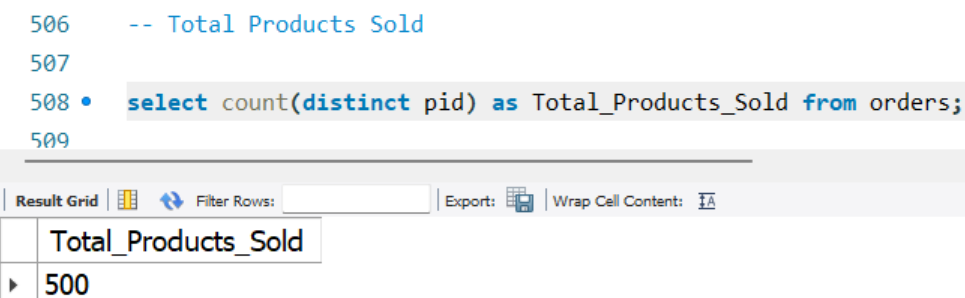 506 -- Total Products Sold
507
508 select count(distinct pid) as Total_Products_Sold from orders;
509
Result Grid Filter Rows: Export: Wrap Cell Content: IA
Total_Products_Sold
500